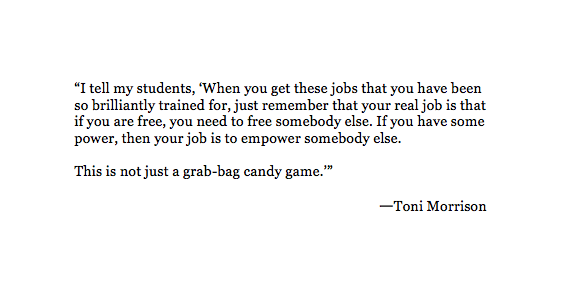 “I tell my students, ‘When you get these jobs that you have been
so brilliantly trained for, just remember that your real job is that
if you are free, you need to free somebody else. If you have some
power, then your job is to empower somebody else.
This is not just a grab-bag candy game.’”
—Toni Morrison